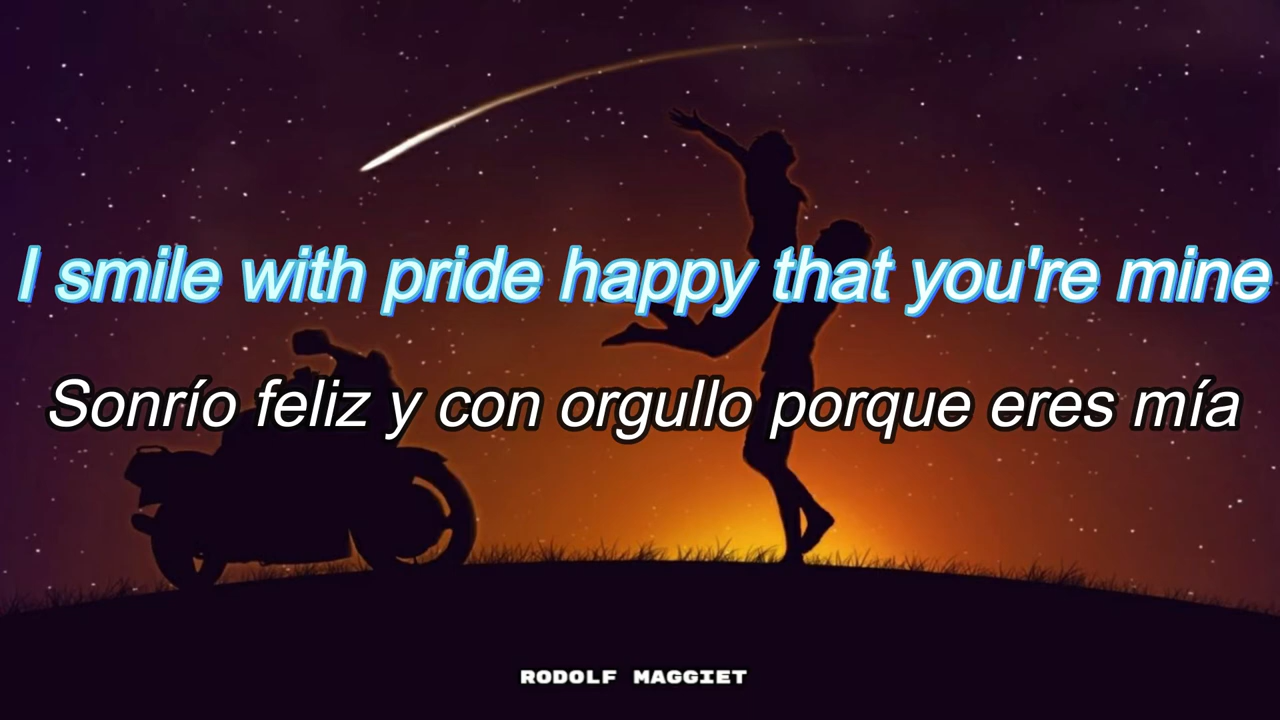 I smile with pride happy that you're mine
Sonrío feliz y con orgullo porque eres mía
RODOLF MAGGIET